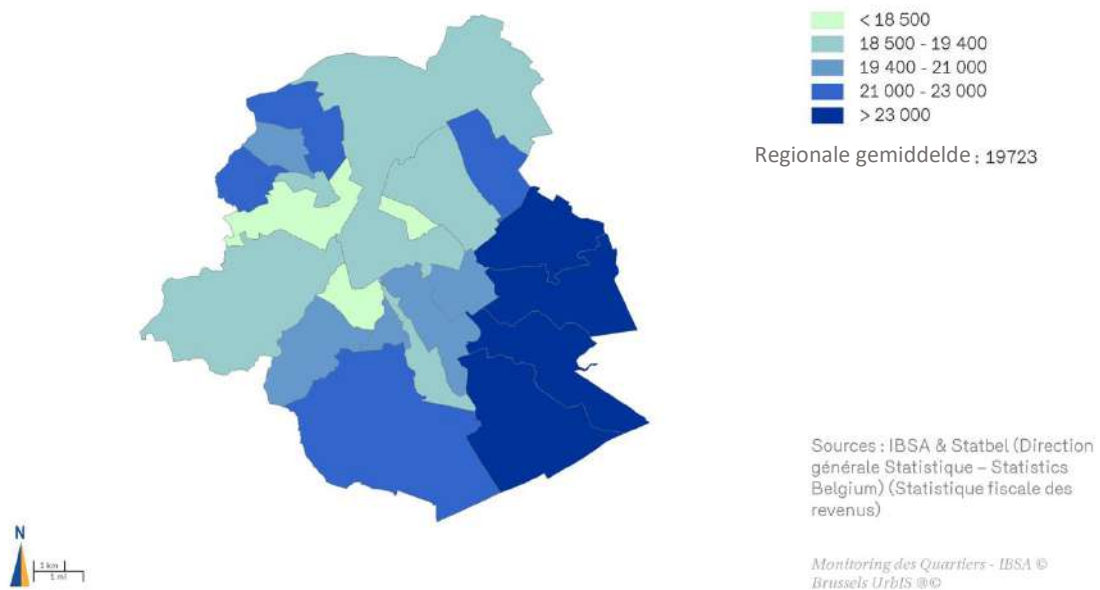 < 18 500
18 500 - 19 400
19 400 - 21 000
21 000 - 23 000
> 23 000
Regionale gemiddelde : 19723
Sources : IBSA & Statbel (Direction
générale Statistique – Statistics
Belgium) (Statistique fiscale des
revenus)
N
1 km
1 mi
Monitoring des Quartiers - IBSA ©
Brussels UrbIS ®©